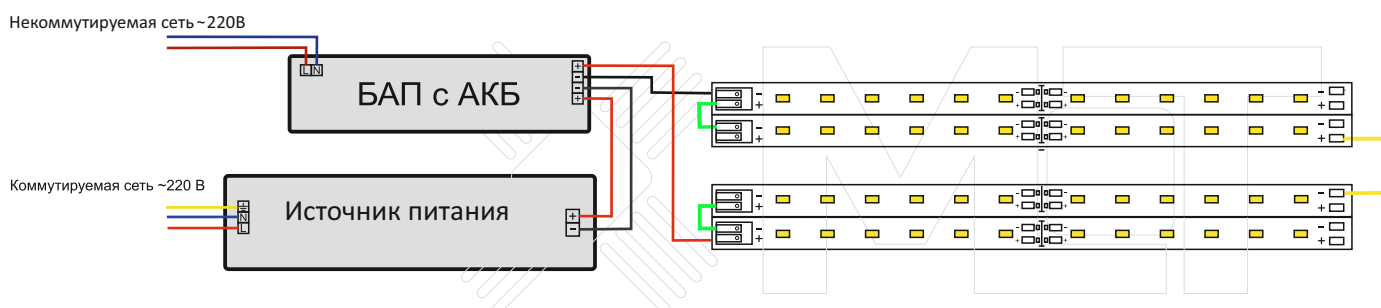 Некоммутируемая сеть ~220В
L N
БАП с АКБ
+
-
-
+
Коммутируемая сеть ~220 В
N
L
Источник питания
+
-
- - - -
+ + + +
- - - -
+ + + +
- - - -
+ + + +
- - - -
+ + + +